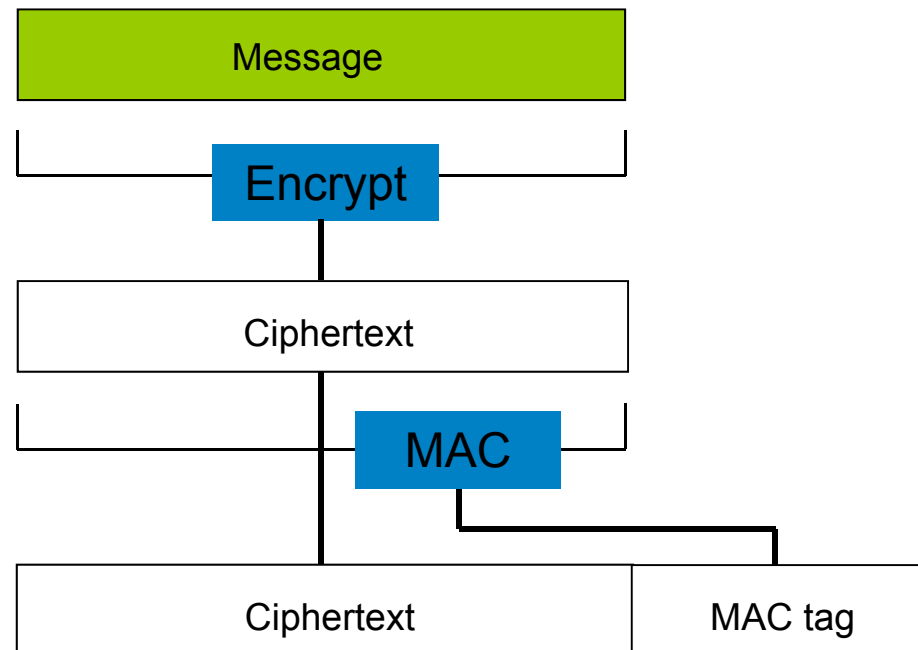 Message
Encrypt
Ciphertext
MAC
Ciphertext MAC tag